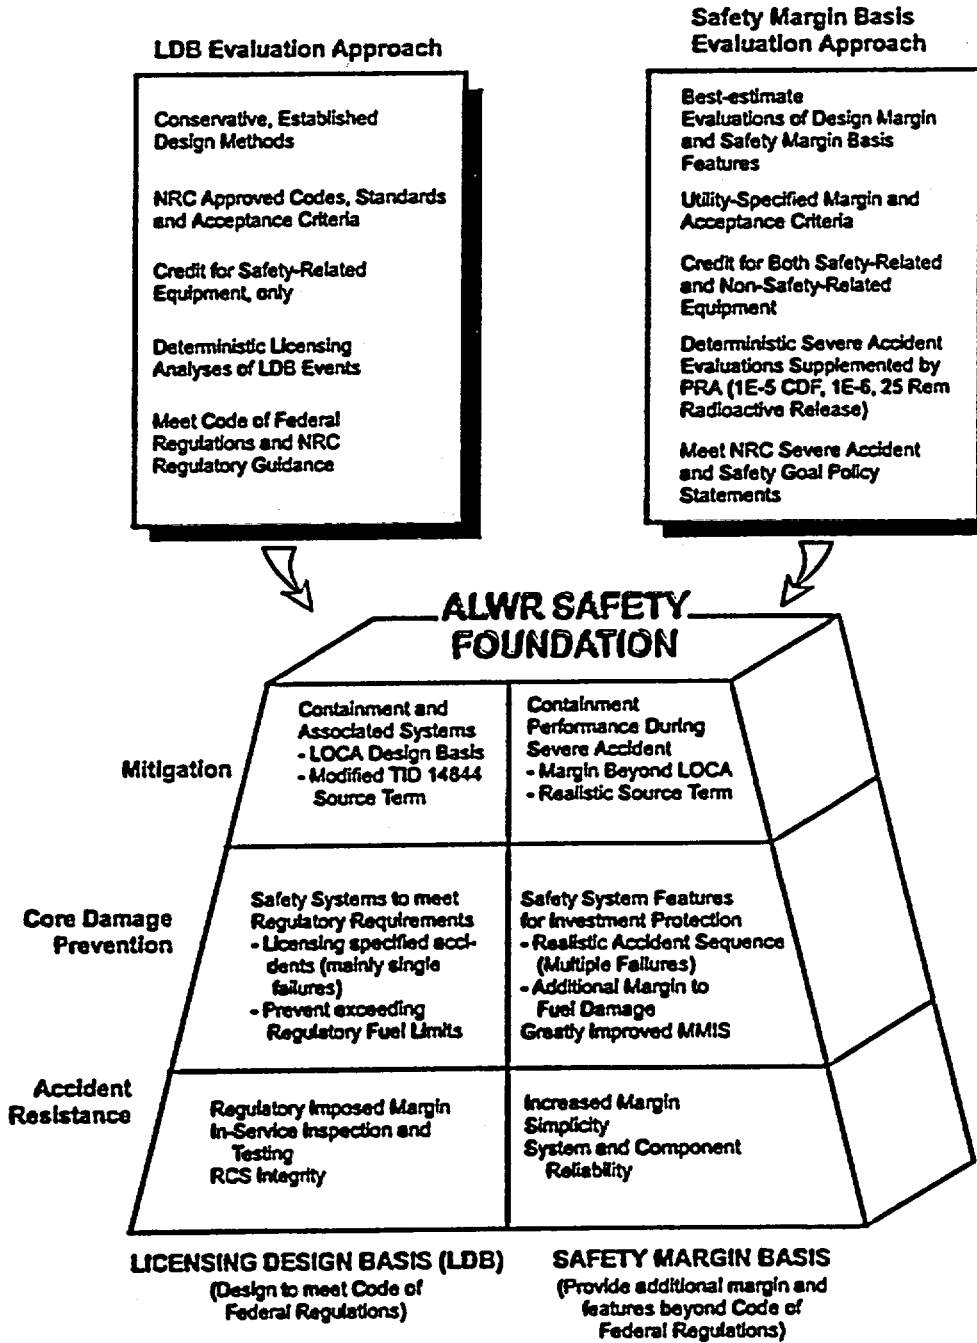 LDB Evaluation Approach
Conservative, Established
Design Methods
NRC Approved Codes, Standards
and Acceptance Criteria
Credit for Safety-Related
Equipment, only
Deterministic Licensing
Analyses of LDB Events
Meet Code of Federal
Regulations and NRC
Regulatory Guidance
Safety Margin Basis
Evaluation Approach
Best-estimate
Evaluations of Design Margin
and Safety Margin Basis
Features
Utility-Specified Margin and
Acceptance Criteria
Credit for Both Safety-Related
and Non-Safety-Related
Equipment
Deterministic Severe Accident
Evaluations Supplemented by
PRA (1E-5 CDF, 1E-6, 25 Rem
Radioactive Release)
Meet NRC Severe Accident
and Safety Goal Policy
Statements
ALWR SAFETY
FOUNDATION
Mitigation
Containment and
Associated Systems
- LOCA Design Basis
- Modified TID 14844
Source Term
Containment
Performance During
Severe Accident
- Margin Beyond LOCA
- Realistic Source Term
Core Damage
Prevention
Safety Systems to meet
Regulatory Requirements
- Licensing specified acci-
dents (mainly single
failures)
- Prevent exceeding
Regulatory Fuel Limits
Safety System Features
for Investment Protection
- Realistic Accident Sequence
(Multiple Failures)
- Additional Margin to
Fuel Damage
Greatly Improved MMIS
Accident
Resistance
Regulatory Imposed Margin
In-Service Inspection and
Testing
RCS Integrity
Increased Margin
Simplicity
System and Component
Reliability
LICENSING DESIGN BASIS (LDB)
(Design to meet Code of
Federal Regulations)
SAFETY MARGIN BASIS
(Provide additional margin and
features beyond Code of
Federal Regulations)